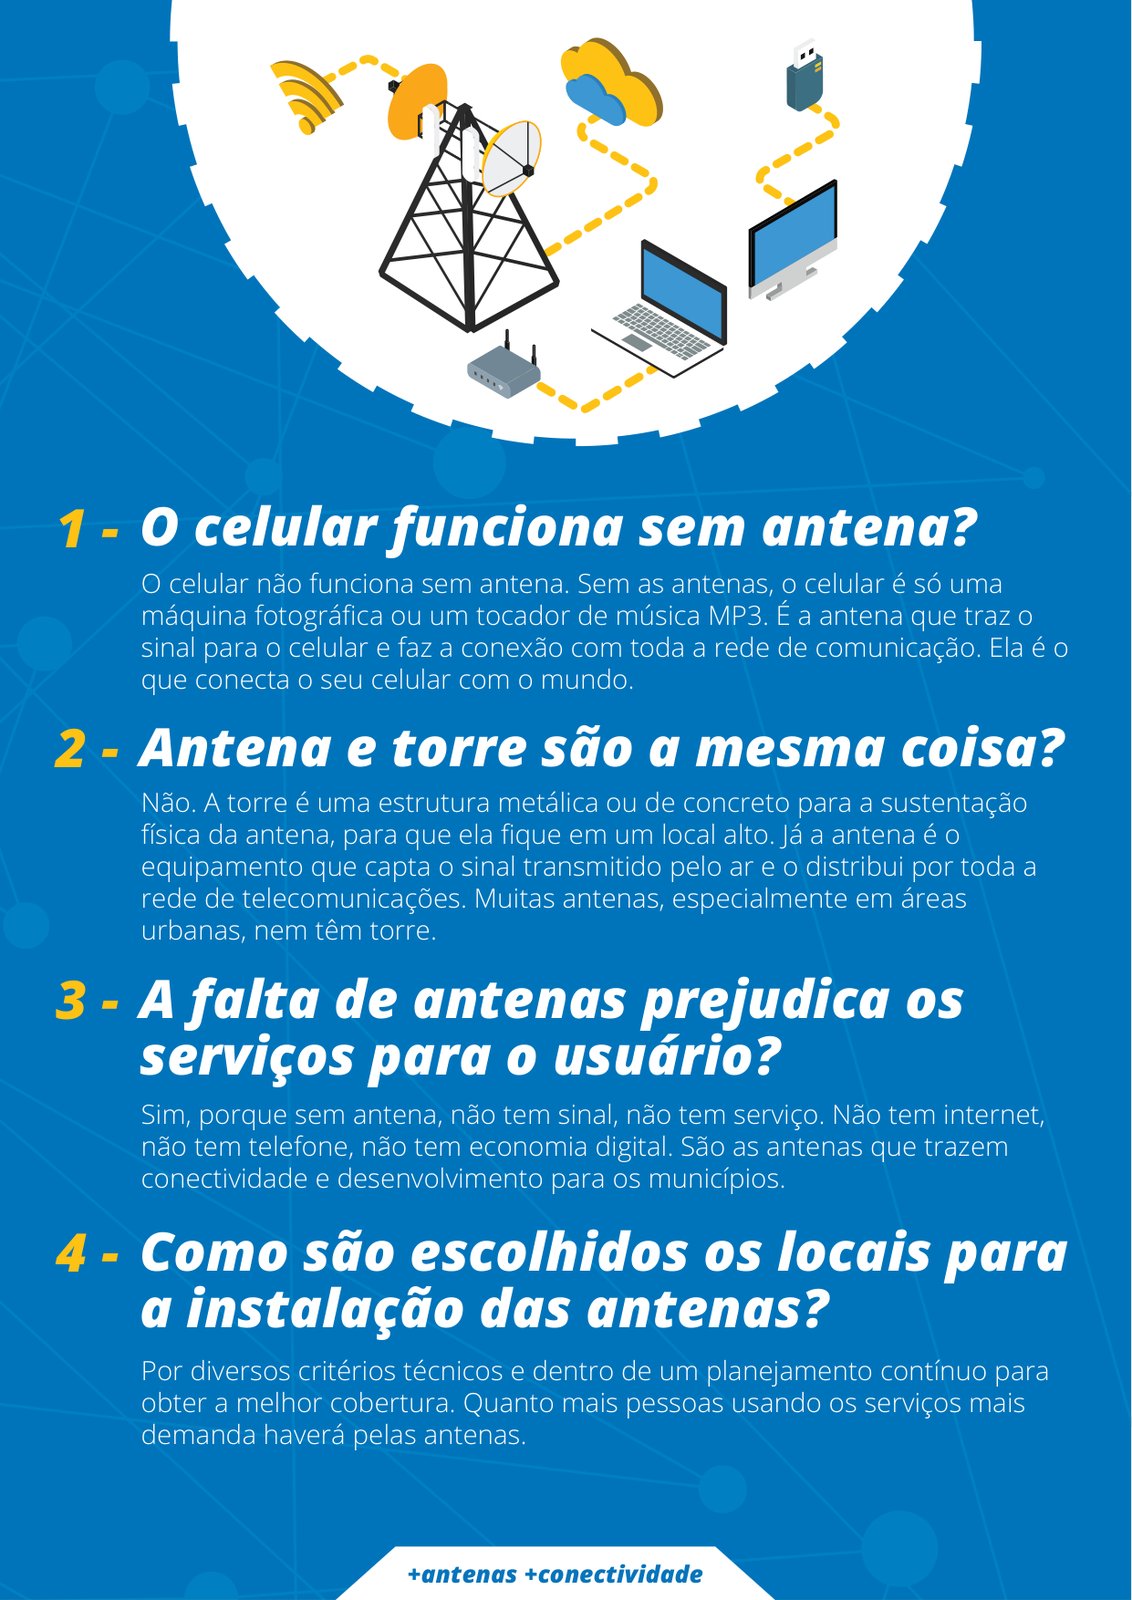 1 - O celular funciona sem antena?
O celular não funciona sem antena. Sem as antenas, o celular é só uma
máquina fotográfica ou um tocador de música MP3. É a antena que traz o
sinal para o celular e faz a conexão com toda a rede de comunicação. Ela é o
que conecta o seu celular com o mundo.
2 - Antena e torre são a mesma coisa?
Não. A torre é uma estrutura metálica ou de concreto para a sustentação
física da antena, para que ela fique em um local alto. Já a antena é o
equipamento que capta o sinal transmitido pelo ar e o distribui por toda a
rede de telecomunicações. Muitas antenas, especialmente em áreas
urbanas, nem têm torre.
3 - A falta de antenas prejudica os
serviços para o usuário?
Sim, porque sem antena, não tem sinal, não tem serviço. Não tem internet,
não tem telefone, não tem economia digital. São as antenas que trazem
conectividade e desenvolvimento para os municípios.
4 - Como são escolhidos os locais para
a instalação das antenas?
Por diversos critérios técnicos e dentro de um planejamento contínuo para
obter a melhor cobertura. Quanto mais pessoas usando os serviços mais
demanda haverá pelas antenas.
+antenas +conectividade